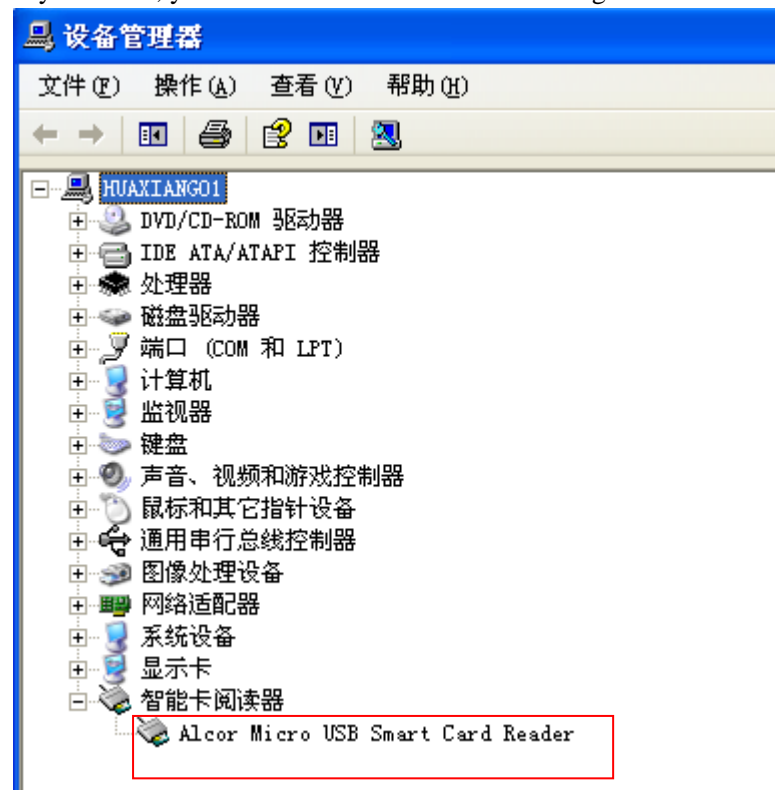 设备管理器
文件(F) 操作(A) 查看(V) 帮助(H)
HUAXIANG01
DVD/CD-ROM 驱动器
IDE ATA/ATAPI 控制器
处理器
磁盘驱动器
端口 (COM 和 LPT)
计算机
监视器
键盘
声音、视频和游戏控制器
鼠标和其它指针设备
通用串行总线控制器
图像处理设备
网络适配器
系统设备
显示卡
智能卡阅读器
Alcor Micro USB Smart Card Reader